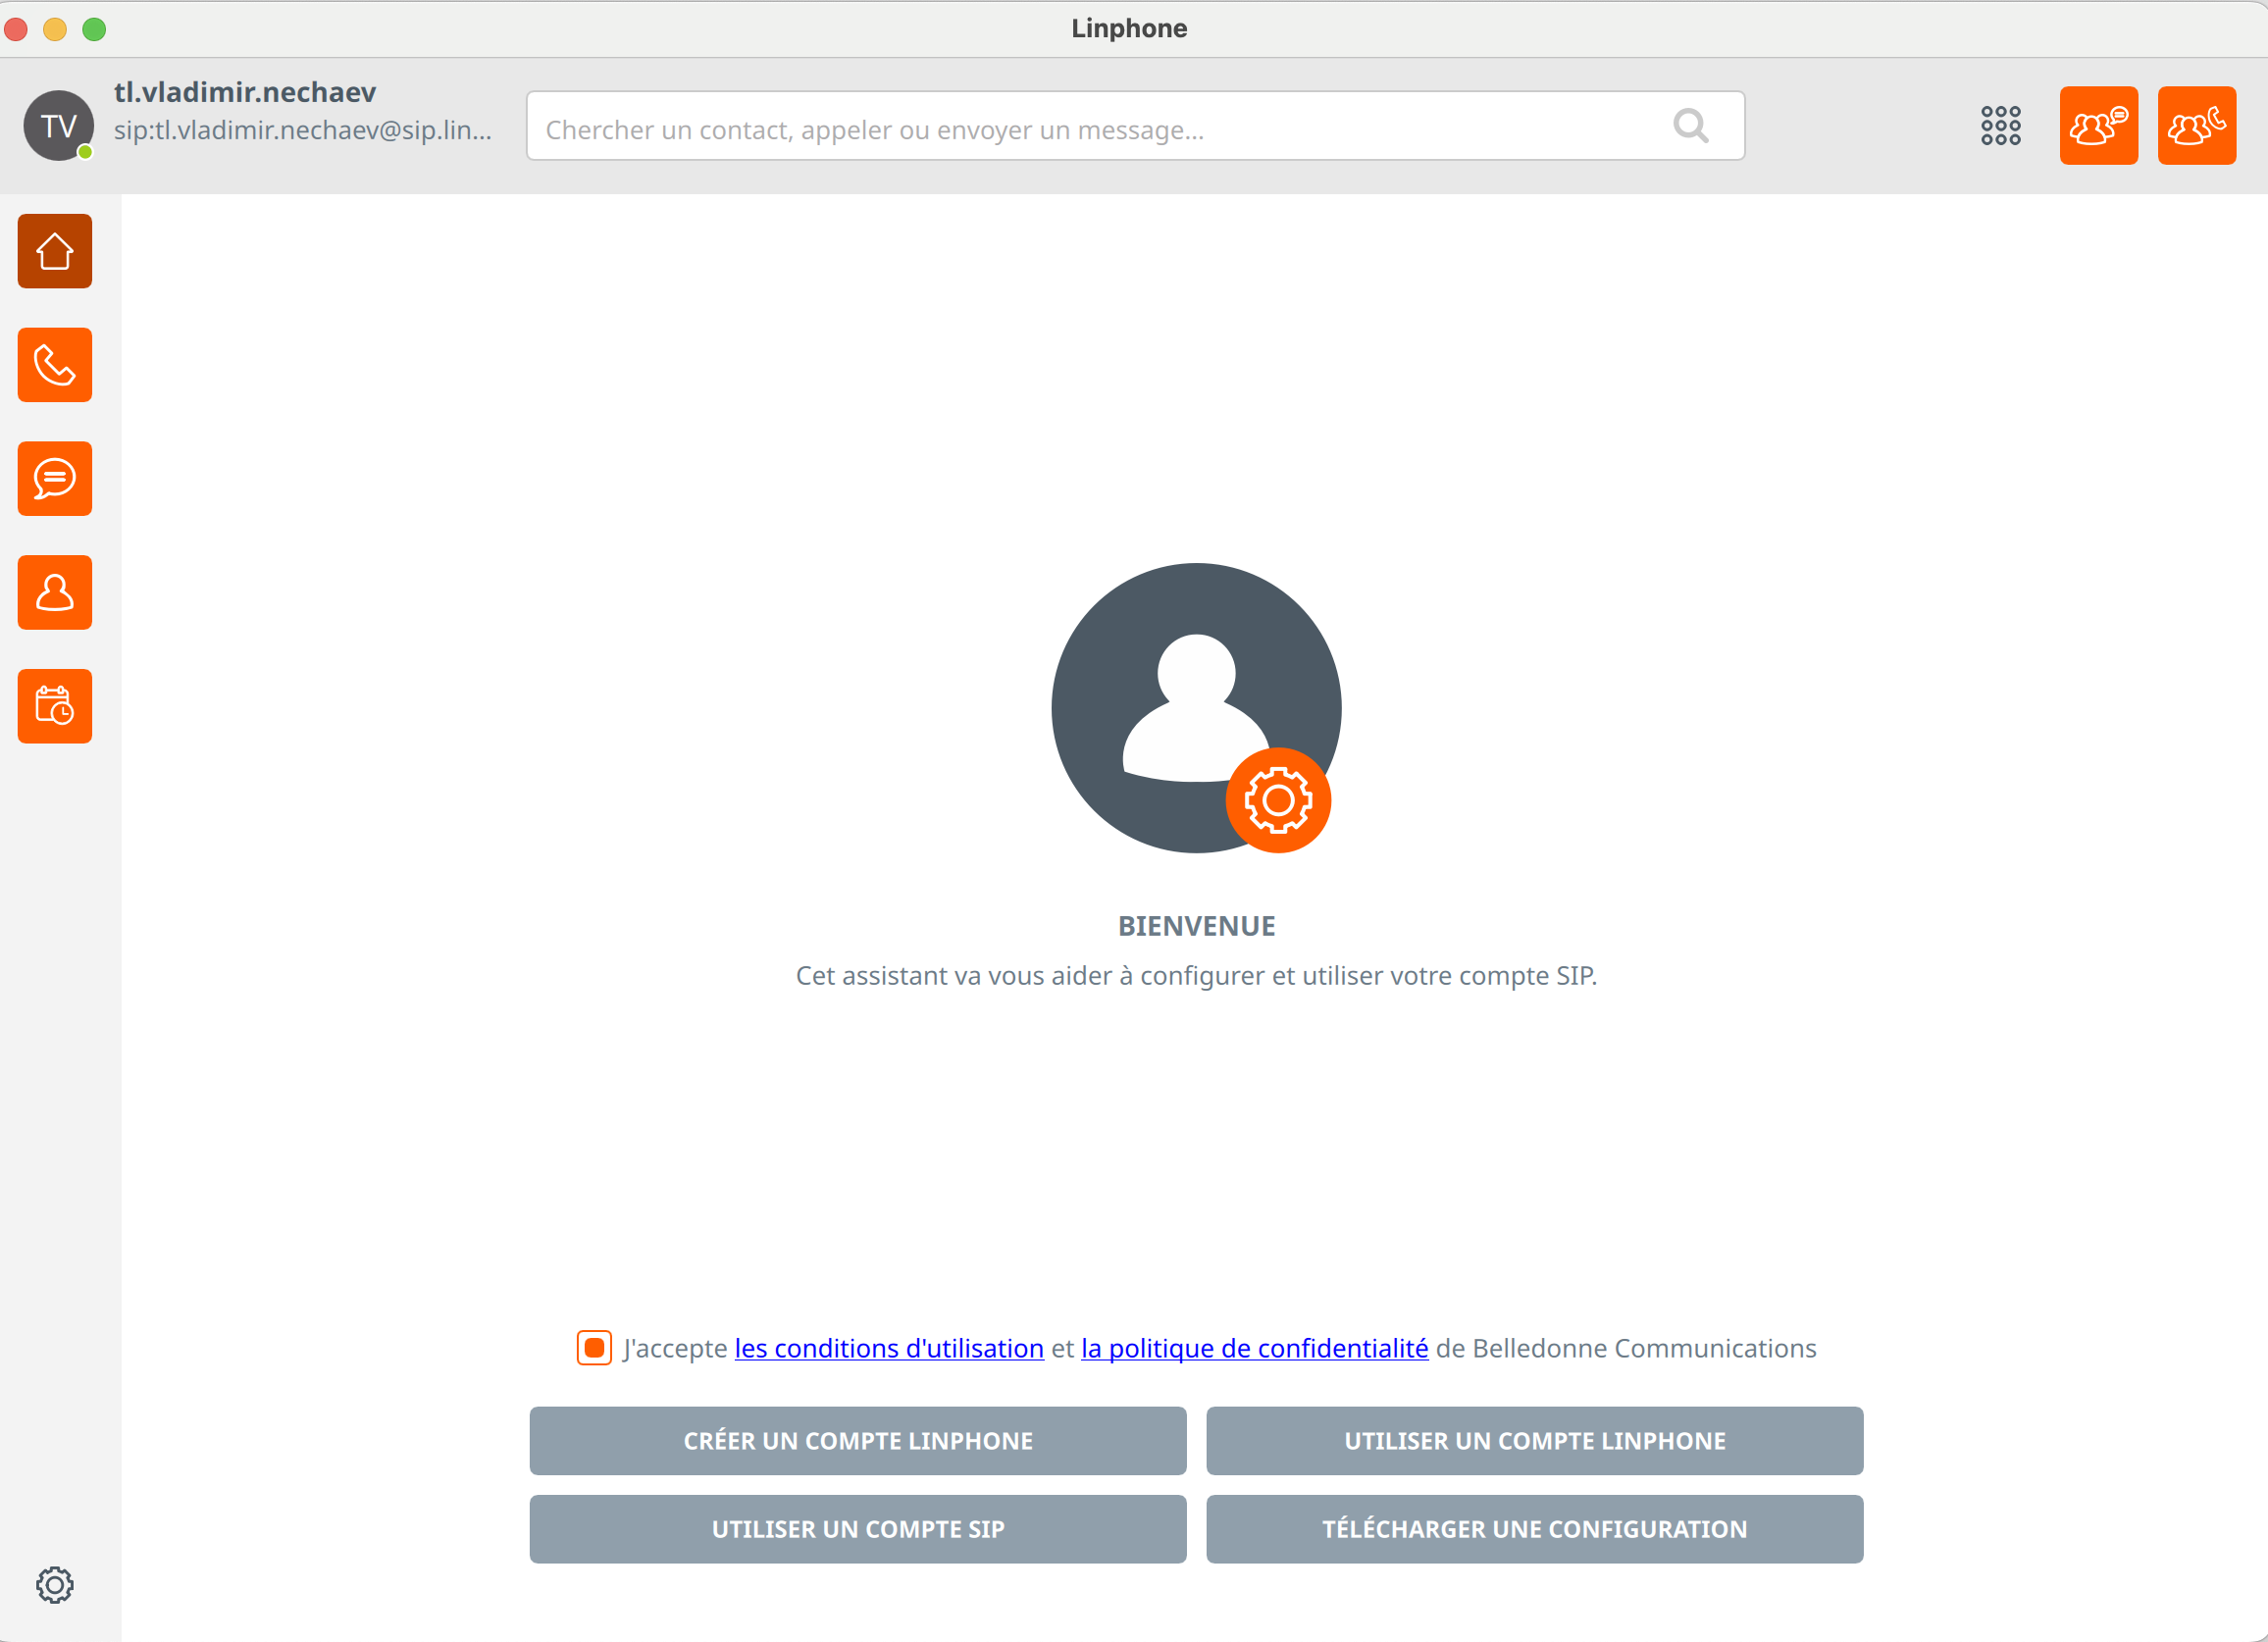 Linphone
TV
tl.vladimir.nechaev
sip:tl.vladimir.nechaev@sip.lin...
Chercher un contact, appeler ou envoyer un message...
BIENVENUE
Cet assistant va vous aider à configurer et utiliser votre compte SIP.
J'accepte les conditions d'utilisation et la politique de confidentialité de Belledonne Communications
CRÉER UN COMPTE LINPHONE
UTILISER UN COMPTE LINPHONE
UTILISER UN COMPTE SIP
TÉLÉCHARGER UNE CONFIGURATION